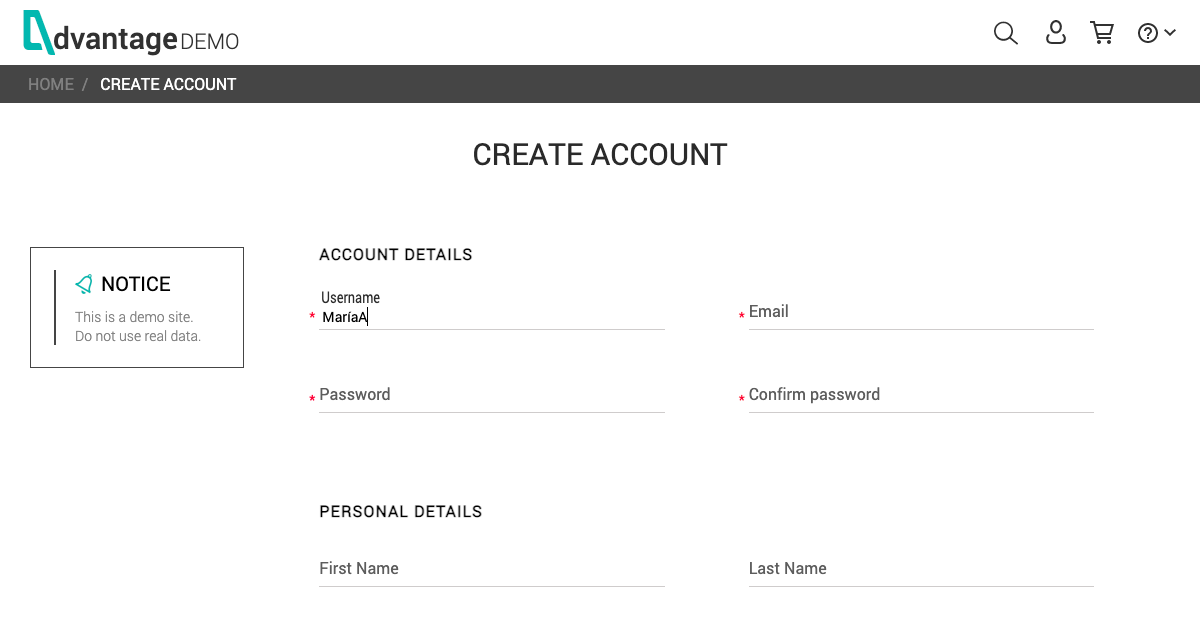 dvantage DEMO
HOME / CREATE ACCOUNT
CREATE ACCOUNT
NOTICE
This is a demo site.
Do not use real data.
ACCOUNT DETAILS
Username
* MaríaA
* Email
* Password
* Confirm password
PERSONAL DETAILS
First Name
Last Name